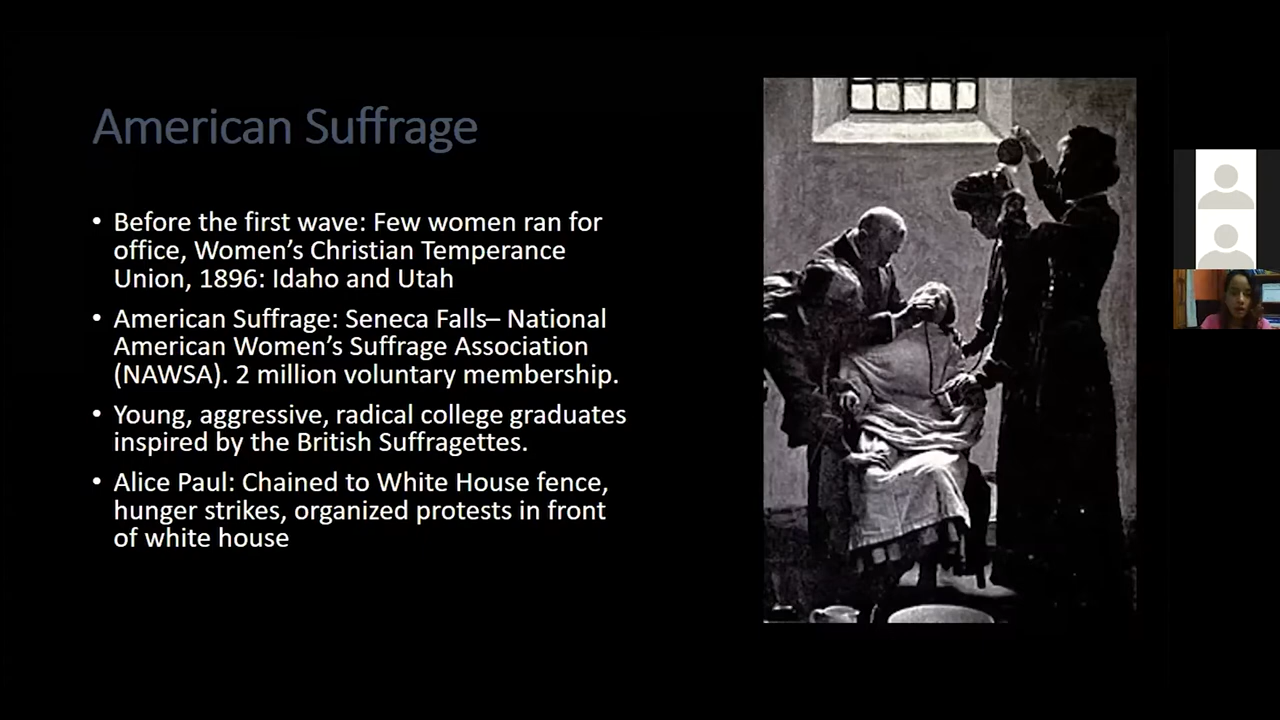 American Suffrage
• Before the first wave: Few women ran for
office, Women’s Christian Temperance
Union, 1896: Idaho and Utah
• American Suffrage: Seneca Falls– National
American Women’s Suffrage Association
(NAWSA). 2 million voluntary membership.
• Young, aggressive, radical college graduates
inspired by the British Suffragettes.
• Alice Paul: Chained to White House fence,
hunger strikes, organized protests in front
of white house